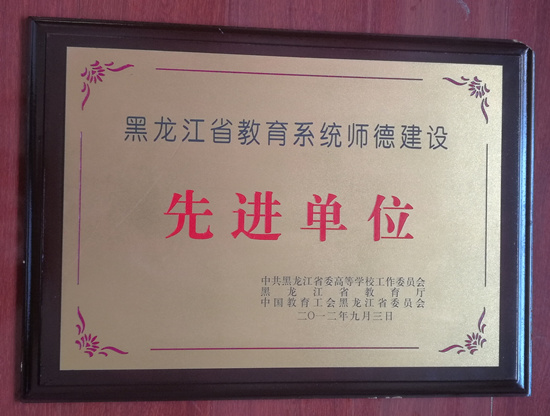 黑龙江省教育系统师德建设
先进单位
中共黑龙江省委高等学校工作委员会
黑龙江省教育厅
中国教育工会黑龙江省委员会
二〇一二年九月三日